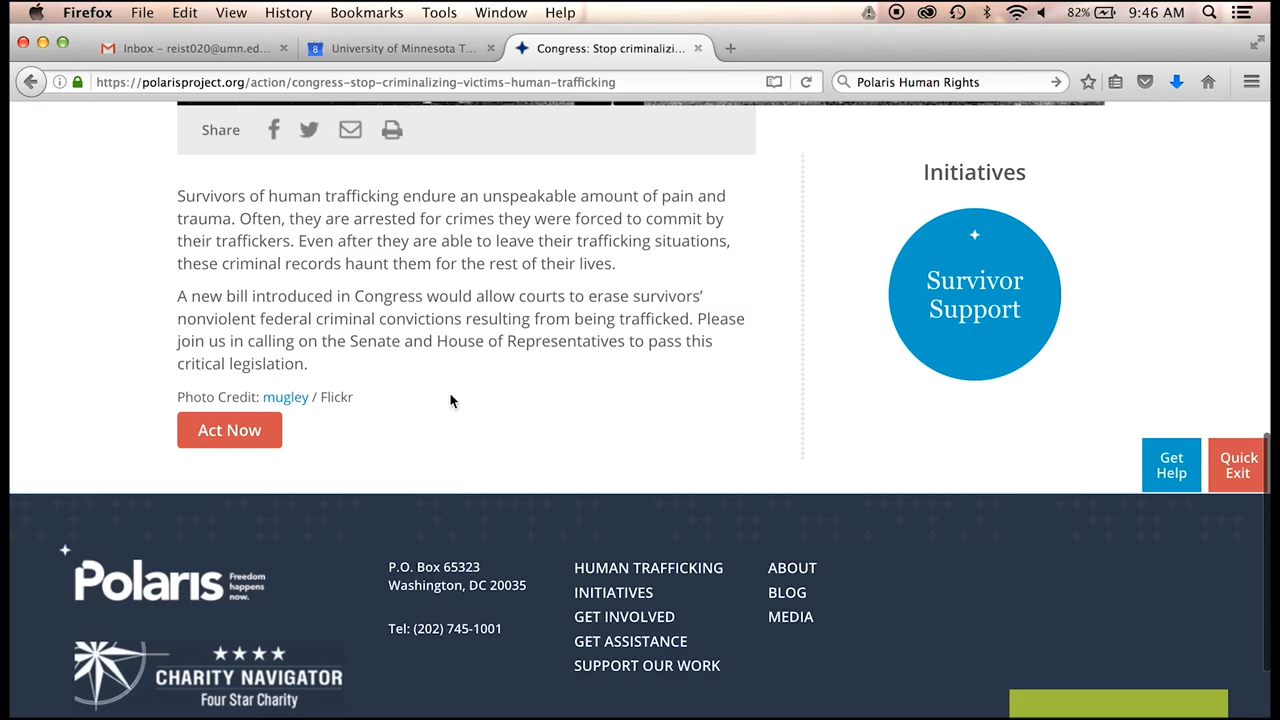 Firefox File Edit View History Bookmarks Tools Window Help 82% 9:46 AM
Inbox – reist020@umn.ed... 8 University of Minnesota T... Congress: Stop criminalizi...
https://polarisproject.org/action/congress-stop-criminalizing-victims-human-trafficking Polaris Human Rights
Share
Survivors of human trafficking endure an unspeakable amount of pain and
trauma. Often, they are arrested for crimes they were forced to commit by
their traffickers. Even after they are able to leave their trafficking situations,
these criminal records haunt them for the rest of their lives.
A new bill introduced in Congress would allow courts to erase survivors’
nonviolent federal criminal convictions resulting from being trafficked. Please
join us in calling on the Senate and House of Representatives to pass this
critical legislation.
Photo Credit: mugley / Flickr
Act Now
Initiatives
Survivor
Support
Get
Help
Quick
Exit
Polaris
Freedom
happens
now.
CHARITY NAVIGATOR
Four Star Charity
P.O. Box 65323
Washington, DC 20035
Tel: (202) 745-1001
HUMAN TRAFFICKING
INITIATIVES
GET INVOLVED
GET ASSISTANCE
SUPPORT OUR WORK
ABOUT
BLOG
MEDIA